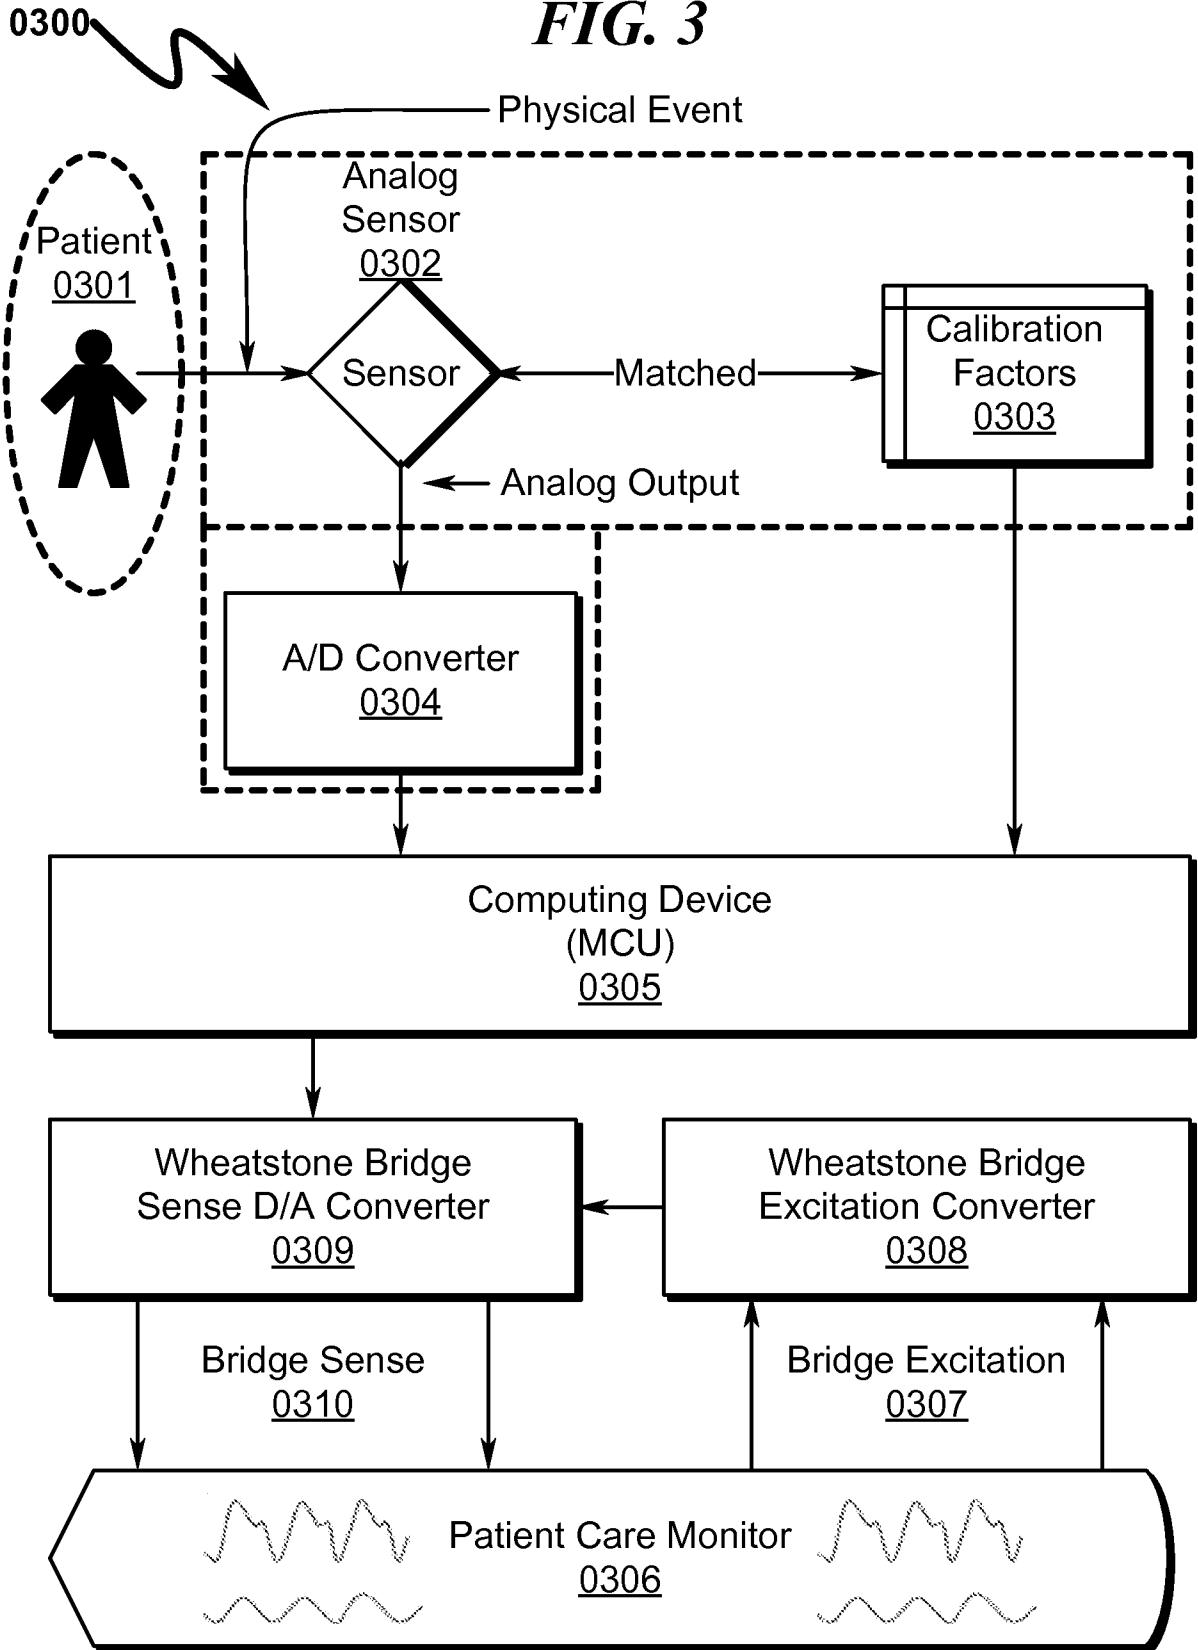 0300
FIG. 3
Physical Event
Analog
Sensor
0302
Patient
0301
Sensor
Matched
Calibration
Factors
0303
Analog Output
A/D Converter
0304
Computing Device
(MCU)
0305
Wheatstone Bridge
Sense D/A Converter
0309
Wheatstone Bridge
Excitation Converter
0308
Bridge Sense
0310
Bridge Excitation
0307
Patient Care Monitor
0306